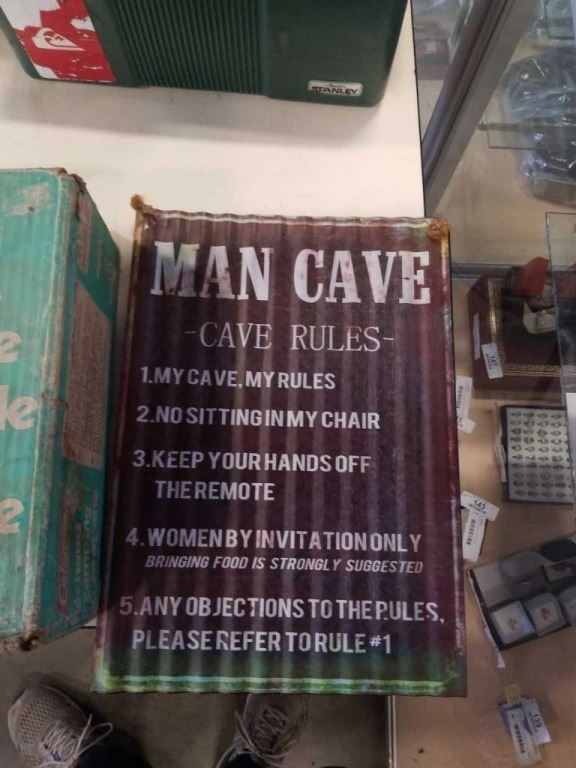 STANLEY
MAN CAVE
-CAVE RULES-
1.MY CAVE, MY RULES
2.NO SITTING IN MY CHAIR
3.KEEP YOUR HANDS OFF
THE REMOTE
4.WOMEN BY INVITATION ONLY
BRINGING FOOD IS STRONGLY SUGGESTED
5.ANY OBJECTIONS TO THE RULES,
PLEASE REFER TO RULE #1